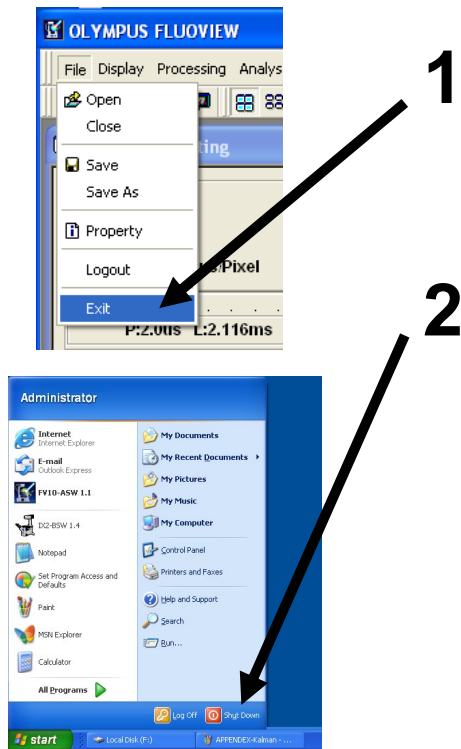 OLYMPUS FLUOVIEW
1
File Display Processing Analys
Open
Close
ting
Save
Save As
Property
Logout
us/Pixel
Exit
P:2.0us L:2.116ms
2
Administrator
Internet
Internet Explorer
My Documents
E-mail
Outlook Express
My Recent Documents
FV10-ASW 1.1
My Pictures
My Music
IX2-BSW 1.4
My Computer
Notepad
Control Panel
Set Program Access and
Defaults
Printers and Faxes
Paint
Help and Support
MSN Explorer
Search
Calculator
Run...
All Programs
Log Off Shut Down
start Local Disk (F:) APPENDEX-Kalman - ...